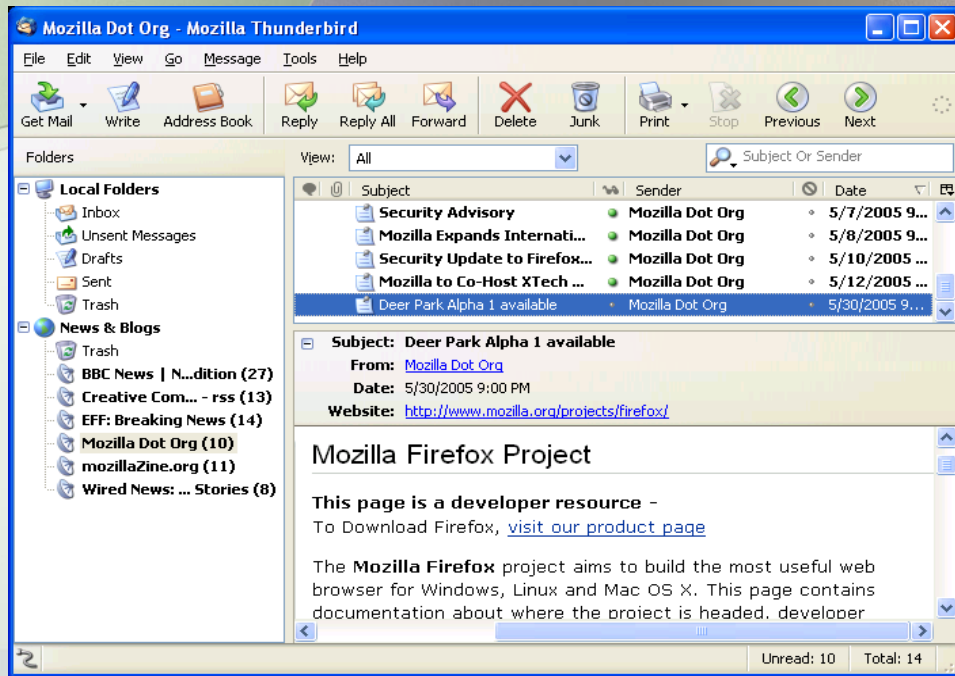 Mozilla Dot Org - Mozilla Thunderbird
File Edit View Go Message Tools Help
Get Mail Write Address Book Reply Reply All Forward Delete Junk Print Stop Previous Next
Folders
View: All
Subject Or Sender
Local Folders
Inbox
Unsent Messages
Drafts
Sent
Trash
News & Blogs
Trash
BBC News | N...dition (27)
Creative Com... - rss (13)
EFF: Breaking News (14)
Mozilla Dot Org (10)
mozillaZine.org (11)
Wired News: ... Stories (8)
Subject Sender Date
Security Advisory Mozilla Dot Org 5/7/2005 9...
Mozilla Expands Internati... Mozilla Dot Org 5/8/2005 9...
Security Update to Firefox... Mozilla Dot Org 5/10/2005 ...
Mozilla to Co-Host XTech ... Mozilla Dot Org 5/12/2005 ...
Deer Park Alpha 1 available Mozilla Dot Org 5/30/2005 9...
Subject: Deer Park Alpha 1 available
From: Mozilla Dot Org
Date: 5/30/2005 9:00 PM
Website: http://www.mozilla.org/projects/firefox/
Mozilla Firefox Project
This page is a developer resource -
To Download Firefox, visit our product page
The Mozilla Firefox project aims to build the most useful web
browser for Windows, Linux and Mac OS X. This page contains
documentation about where the project is headed, developer
Unread: 10 Total: 14